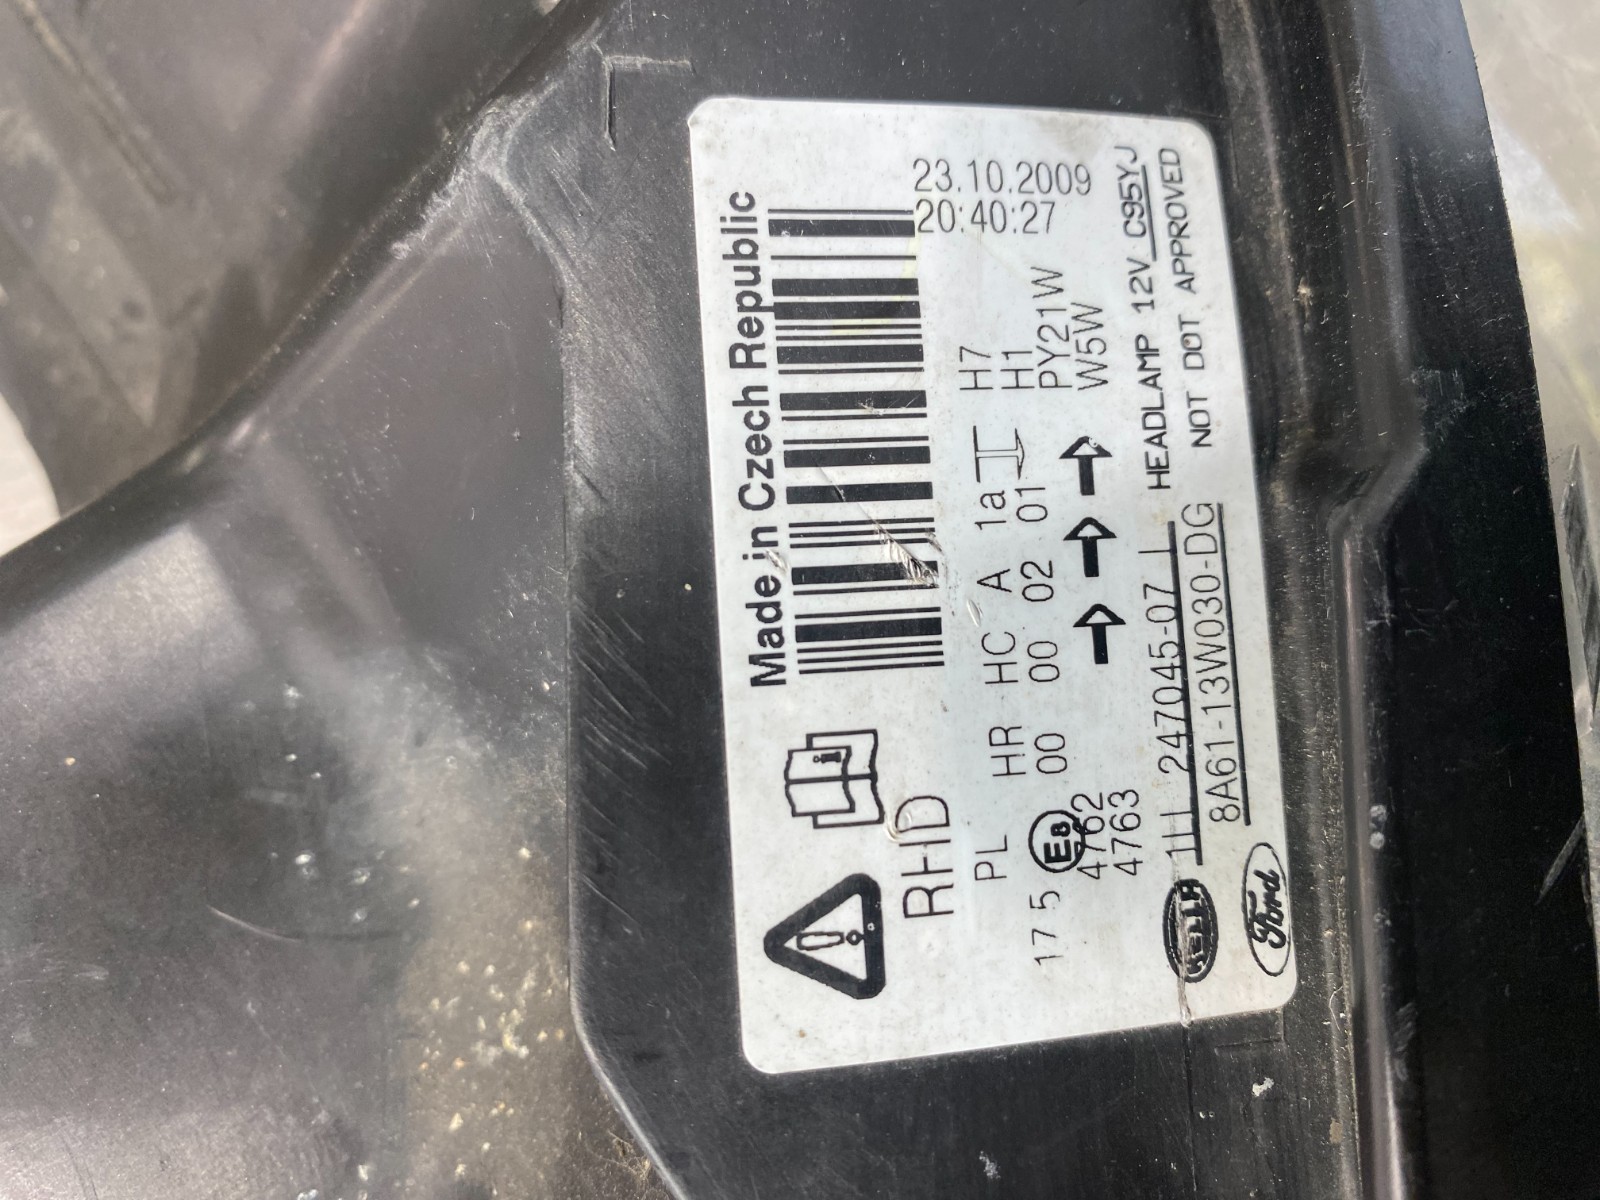 Made in Czech Republic
23.10.2009
20:40:27
RHD
PL HR HC A 1a H7
17 5 E8 00 00 02 01 H1
4762 PY21W
4763 W5W
HELLA 247045-07 HEADLAMP 12V C95YJ
Ford 8A61-13W030-DG NOT DOT APPROVED